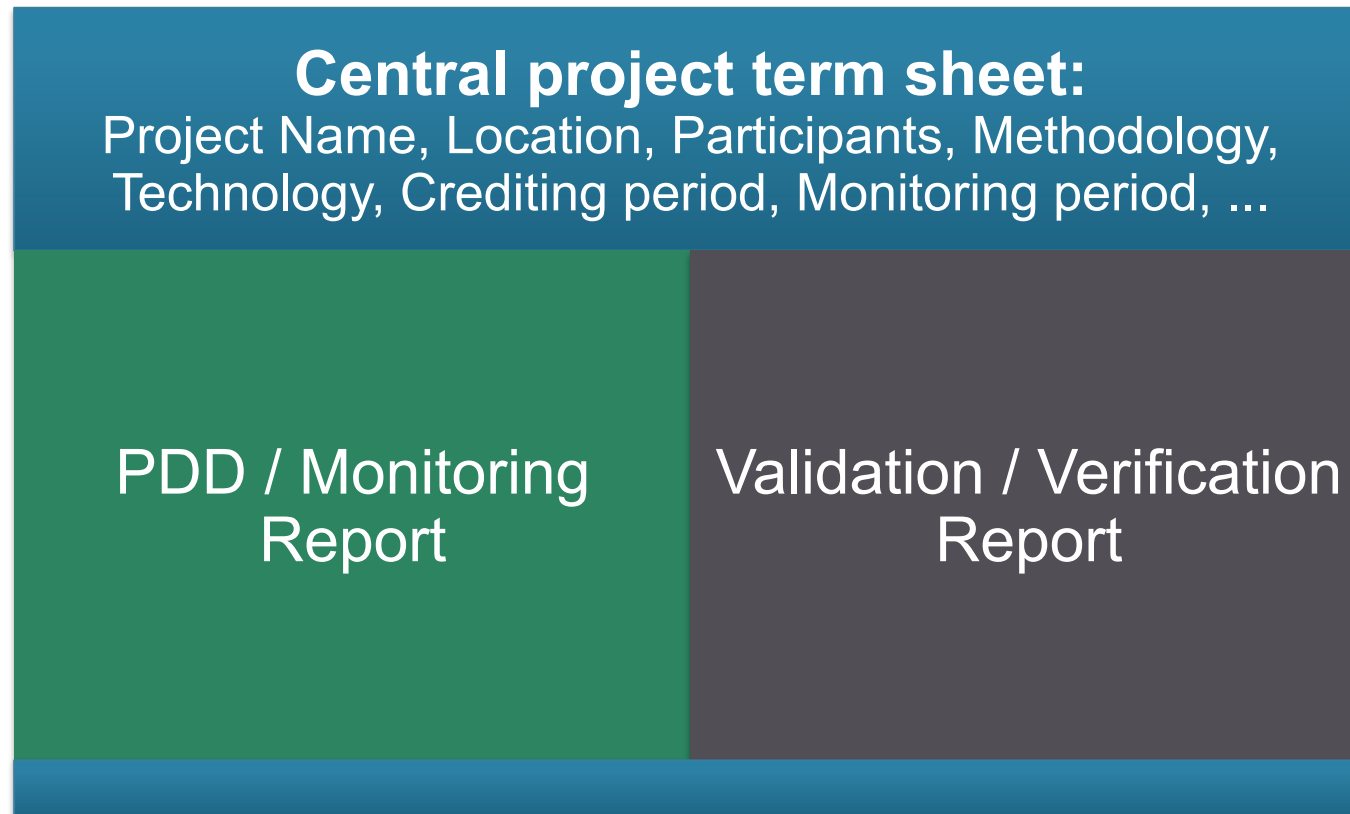 Central project term sheet:
Project Name, Location, Participants, Methodology,
Technology, Crediting period, Monitoring period, ...
PDD / Monitoring
Report
Validation / Verification
Report